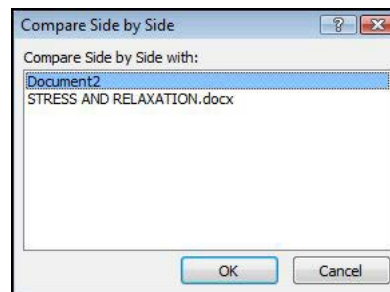 Compare Side by Side
Compare Side by Side with:
Document2
STRESS AND RELAXATION.docx
OK
Cancel